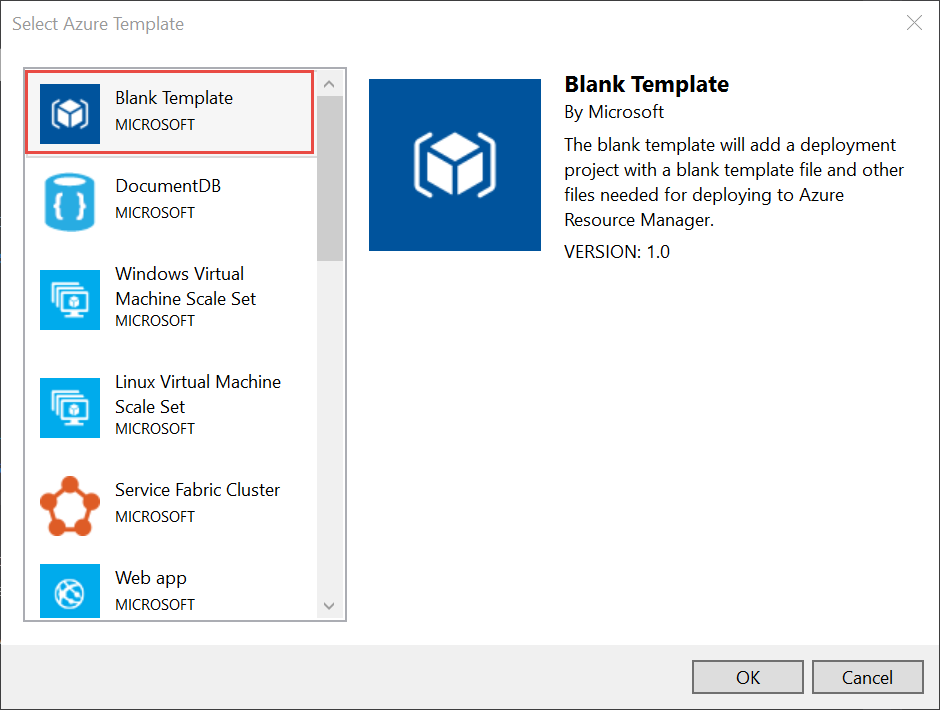 Select Azure Template
Blank Template
MICROSOFT
DocumentDB
MICROSOFT
Windows Virtual
Machine Scale Set
MICROSOFT
Linux Virtual Machine
Scale Set
MICROSOFT
Service Fabric Cluster
MICROSOFT
Web app
MICROSOFT
Blank Template
By Microsoft
The blank template will add a deployment
project with a blank template file and other
files needed for deploying to Azure
Resource Manager.
VERSION: 1.0
OK
Cancel